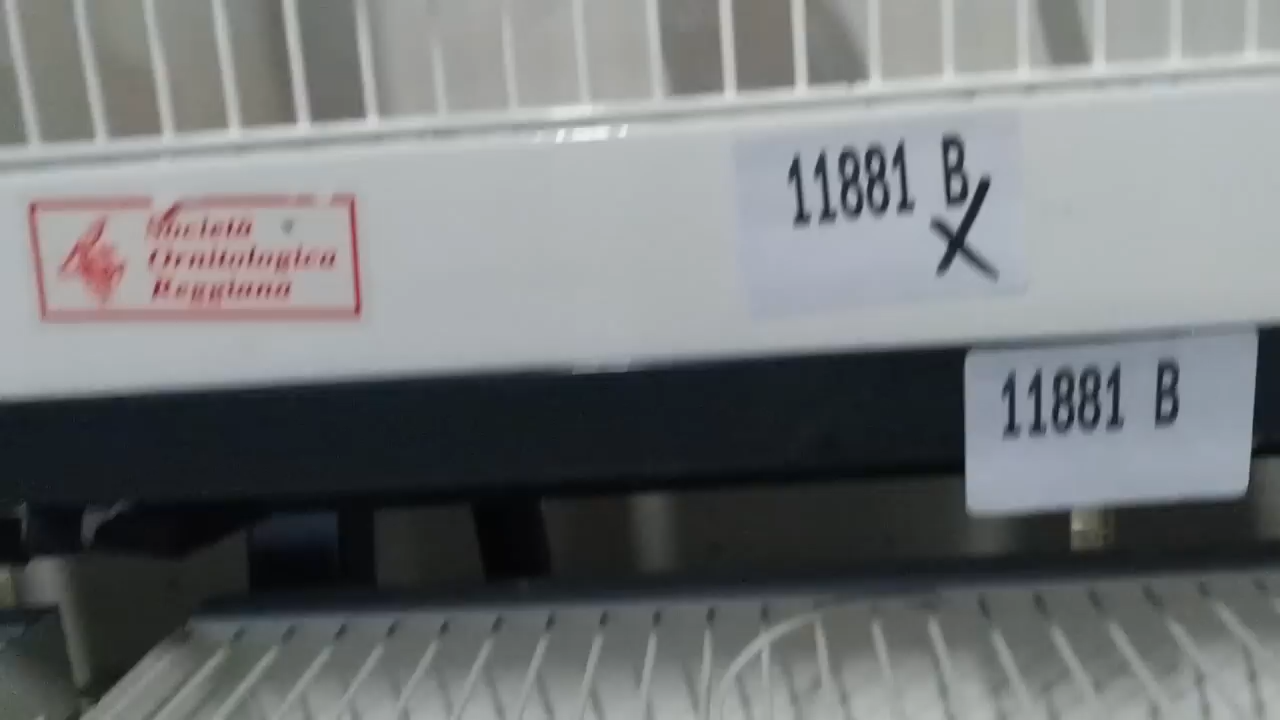 Società
Ornitologica
Reggiana
11881 B
X
11881 B